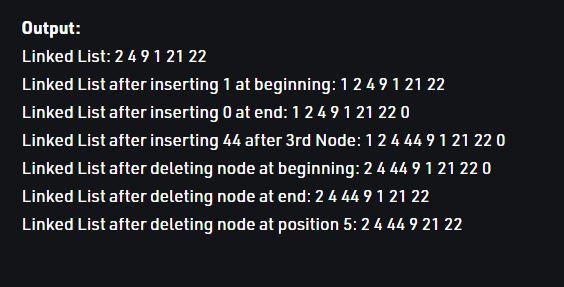 Output:
Linked List: 2 4 9 1 21 22
Linked List after inserting 1 at beginning: 1 2 4 9 1 21 22
Linked List after inserting 0 at end: 1 2 4 9 1 21 22 0
Linked List after inserting 44 after 3rd Node: 1 2 4 44 9 1 21 22 0
Linked List after deleting node at beginning: 2 4 44 9 1 21 22 0
Linked List after deleting node at end: 2 4 44 9 1 21 22
Linked List after deleting node at position 5: 2 4 44 9 21 22